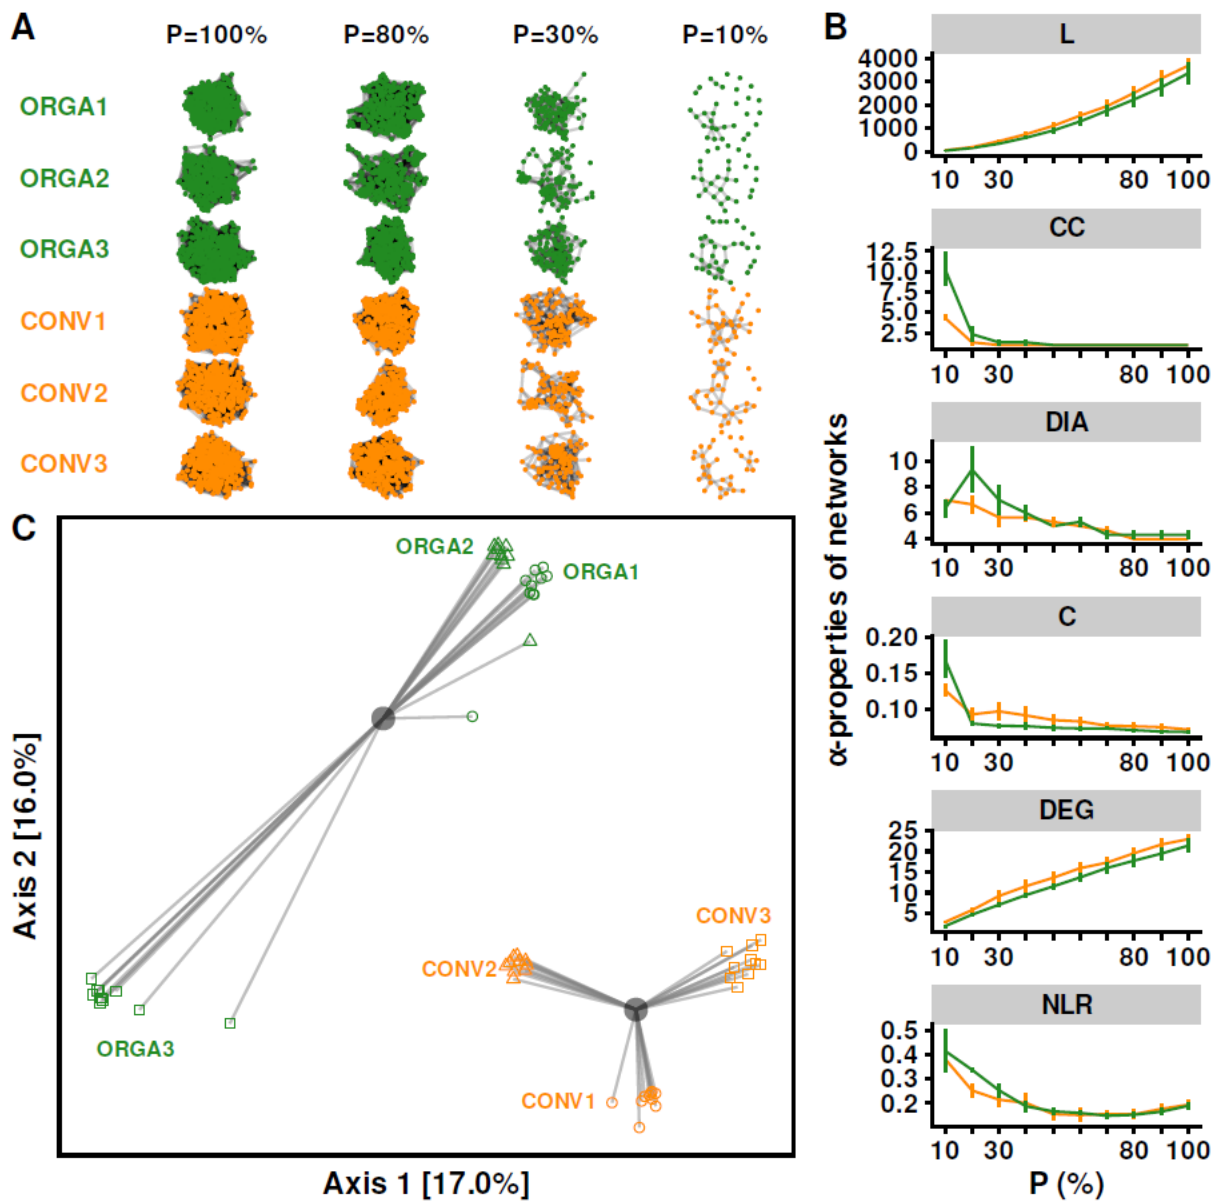 A
P=100% P=80% P=30% P=10%
ORGA1
ORGA2
ORGA3
CONV1
CONV2
CONV3
B
α-properties of networks
L
4000
3000
2000
1000
0
10 30 80 100
CC
12.5
10.0
7.5
5.0
2.5
10 30 80 100
DIA
10
8
6
4
10 30 80 100
C
0.20
0.15
0.10
10 30 80 100
DEG
25
20
15
10
5
10 30 80 100
NLR
0.5
0.4
0.3
0.2
10 30 80 100
P (%)
C
Axis 2 [16.0%]
ORGA2
ORGA1
CONV3
CONV2
ORGA3
CONV1
Axis 1 [17.0%]